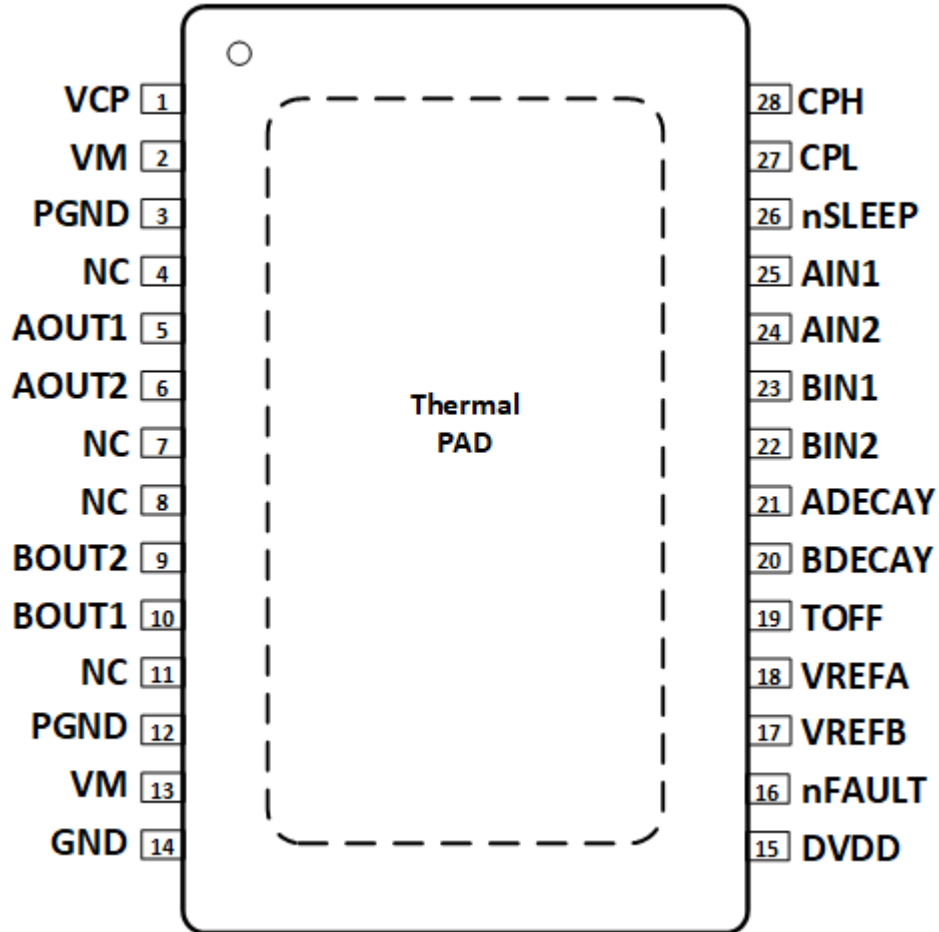 VCP 1
VM 2
PGND 3
NC 4
AOUT1 5
AOUT2 6
NC 7
NC 8
BOUT2 9
BOUT1 10
NC 11
PGND 12
VM 13
GND 14
Thermal
PAD
28 CPH
27 CPL
26 nSLEEP
25 AIN1
24 AIN2
23 BIN1
22 BIN2
21 ADECAY
20 BDECAY
19 TOFF
18 VREFA
17 VREFB
16 nFAULT
15 DVDD